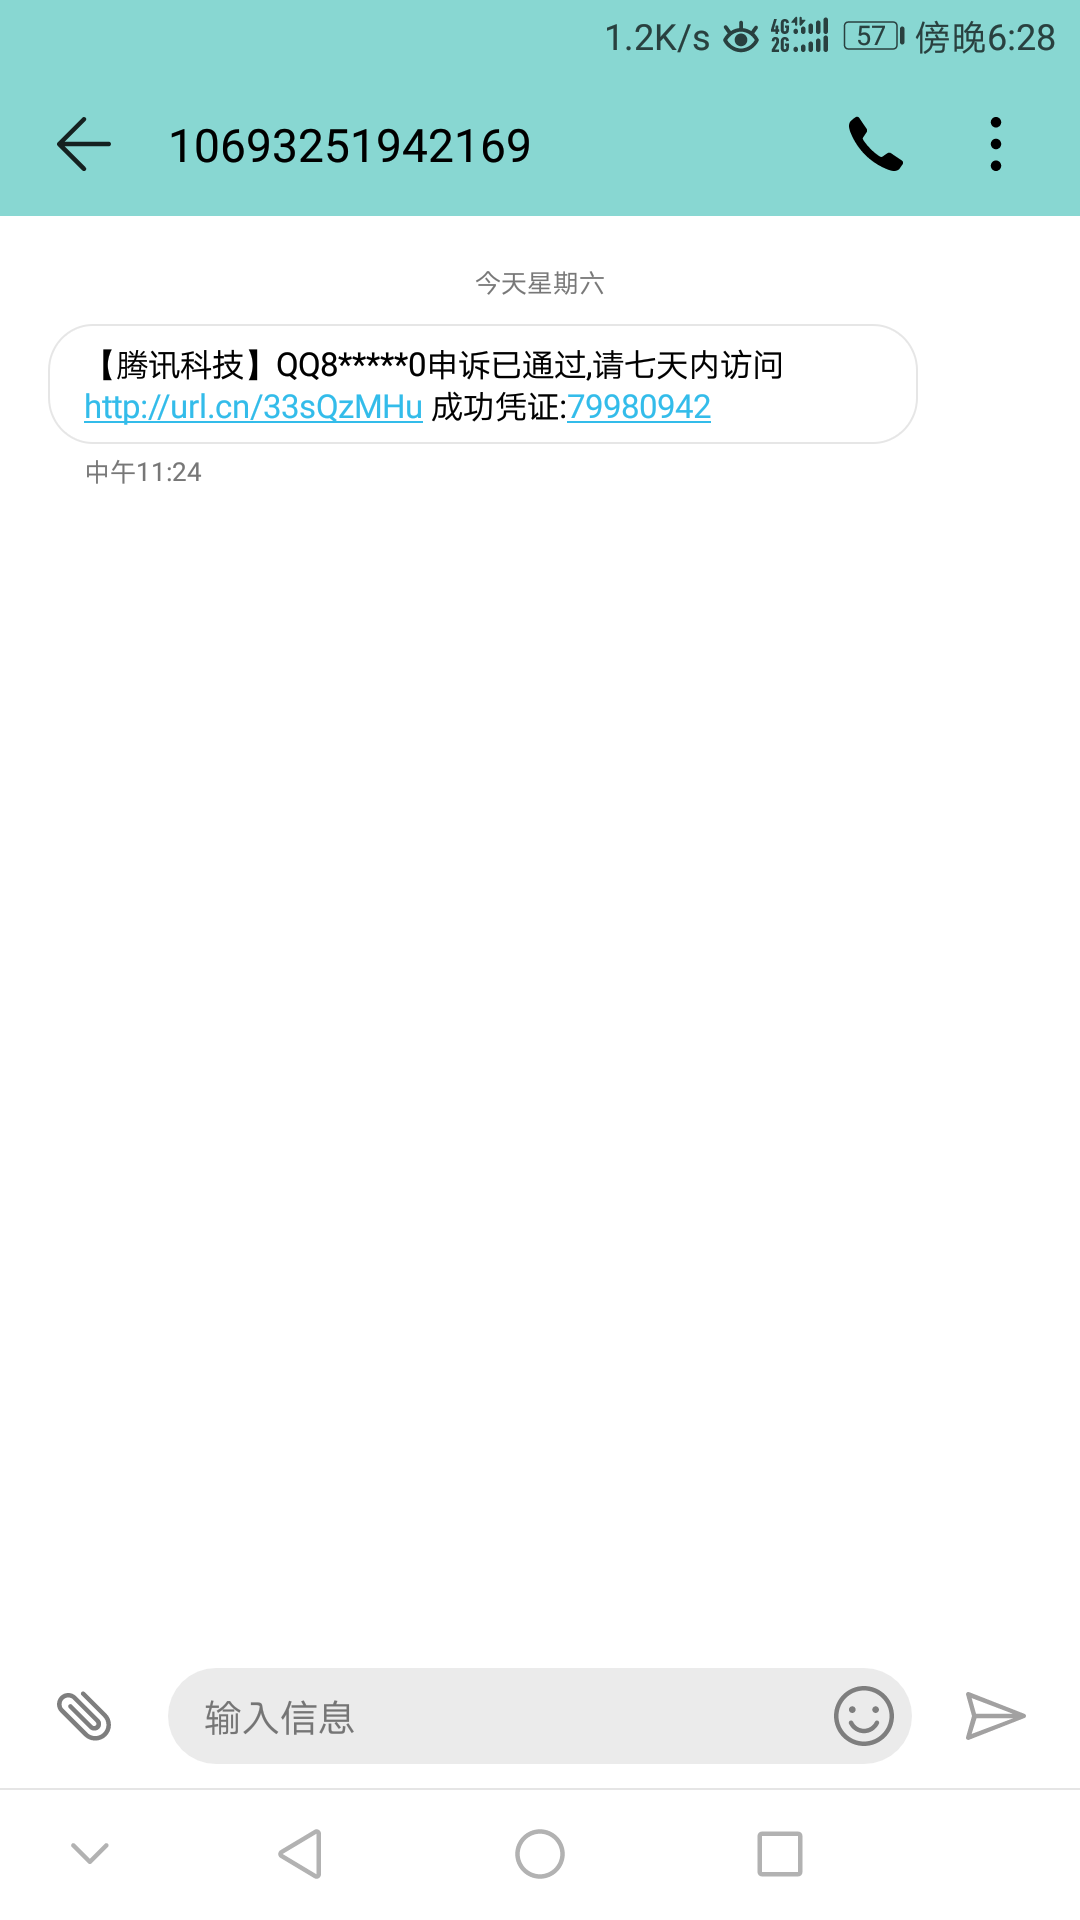 1.2K/s 4G 2G 57 傍晚6:28
10693251942169
今天星期六
【腾讯科技】QQ8*****0申诉已通过,请七天内访问
http://url.cn/33sQzMHu 成功凭证:79980942
中午11:24
输入信息